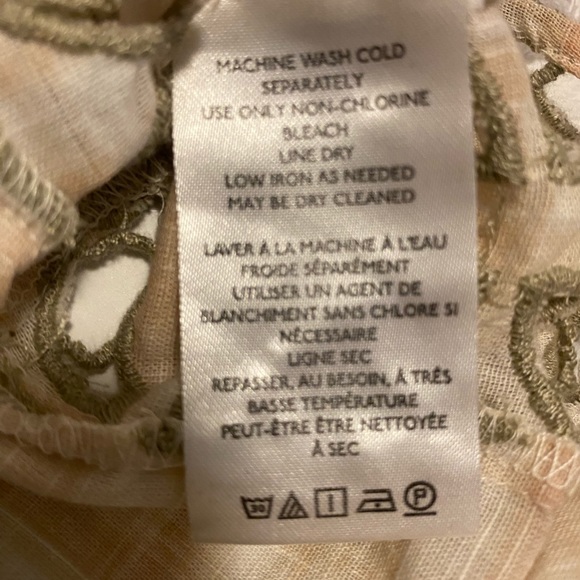 MACHINE WASH COLD
SEPARATELY
USE ONLY NON-CHLORINE
BLEACH
LINE DRY
LOW IRON AS NEEDED
MAY BE DRY CLEANED
LAVER À LA MACHINE À L'EAU
FROIDE SÉPARÉMENT
UTILISER UN AGENT DE
BLANCHIMENT SANS CHLORE SI
NÉCESSAIRE
LIGNE SEC
REPASSER, AU BESOIN, À TRÈS
BASSE TEMPÉRATURE
PEUT-ÊTRE ÊTRE NETTOYÉE
À SEC
30 P